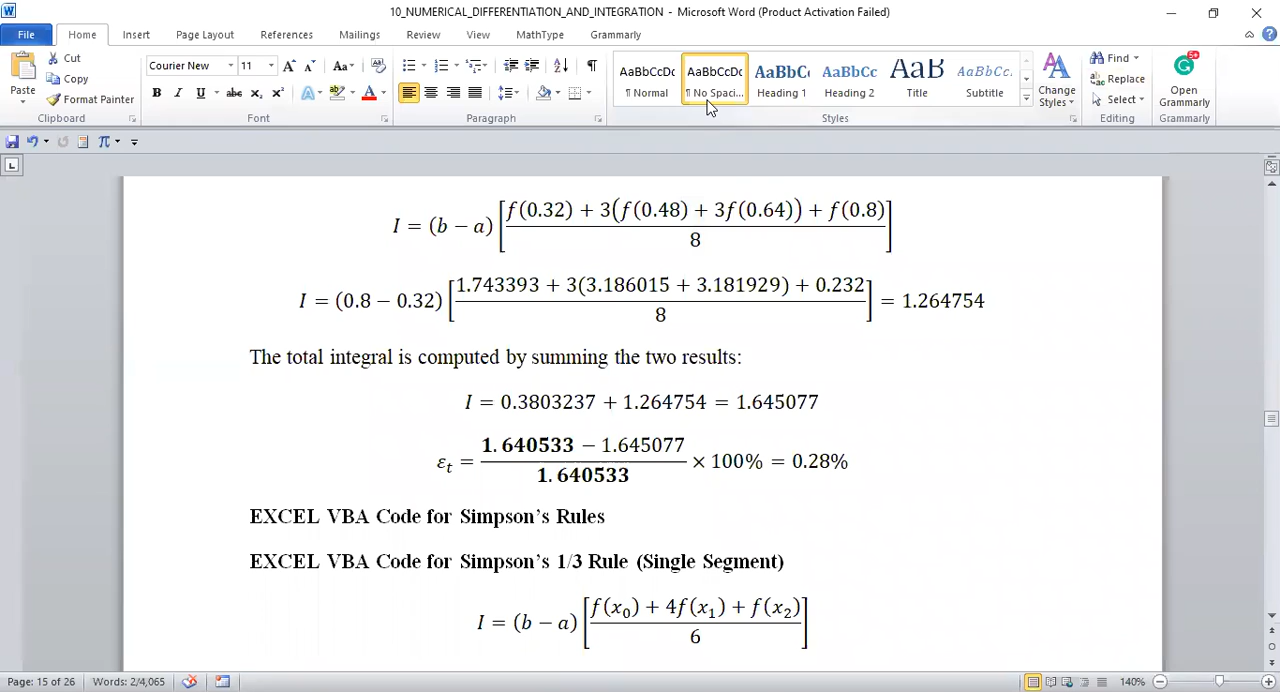 10_NUMERICAL_DIFFERENTIATION_AND_INTEGRATION - Microsoft Word (Product Activation Failed)
File Home Insert Page Layout References Mailings Review View MathType Grammarly
Paste Cut Copy Format Painter
Courier New 11
AaBbCcDc ¶ Normal AaBbCcDc ¶ No Spaci... AaBbC Heading 1 AaBbCc Heading 2 AaB Title AaBbCc. Subtitle
Change Styles
Find Replace Select
Open Grammarly
Clipboard Font Paragraph Styles Editing Grammarly
I = (b − a) [f(0.32) + 3(f(0.48) + 3f(0.64)) + f(0.8) / 8]
I = (0.8 − 0.32) [1.743393 + 3(3.186015 + 3.181929) + 0.232 / 8] = 1.264754
The total integral is computed by summing the two results:
I = 0.3803237 + 1.264754 = 1.645077
εt = 1.640533 − 1.645077 / 1.640533 × 100% = 0.28%
EXCEL VBA Code for Simpson's Rules
EXCEL VBA Code for Simpson's 1/3 Rule (Single Segment)
I = (b − a) [f(x0) + 4f(x1) + f(x2) / 6]
Page: 15 of 26 Words: 2/4,065 140%